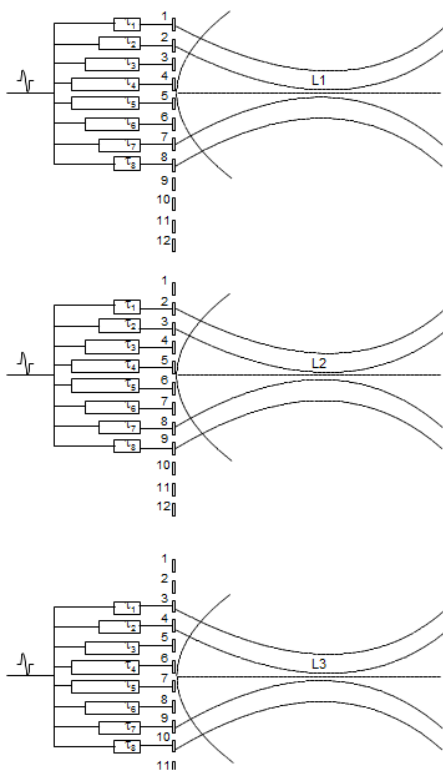 τ₁ 1
τ₂ 2
τ₃ 3
τ₄ 4 L1
τ₅ 5
τ₆ 6
τ₇ 7
τ₈ 8
9
10
11
12
1
τ₁ 2
τ₂ 3
τ₃ 4
τ₄ 5 L2
τ₅ 6
τ₆ 7
τ₇ 8
τ₈ 9
10
11
12
1
2
τ₁ 3
τ₂ 4
τ₃ 5
τ₄ 6 L3
τ₅ 7
τ₆ 8
τ₇ 9
τ₈ 10
11